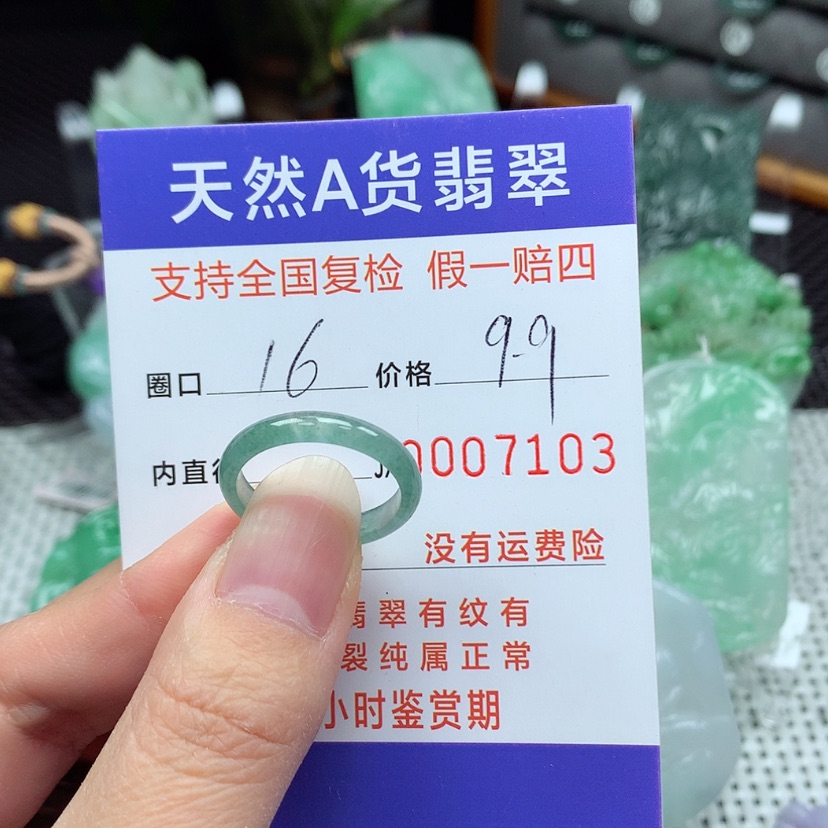 天然A货翡翠
支持全国复检 假一赔四
圈口 16 价格 9.9
内直 0007103
没有运费险
翡翠有纹有
裂纯属正常
小时鉴赏期